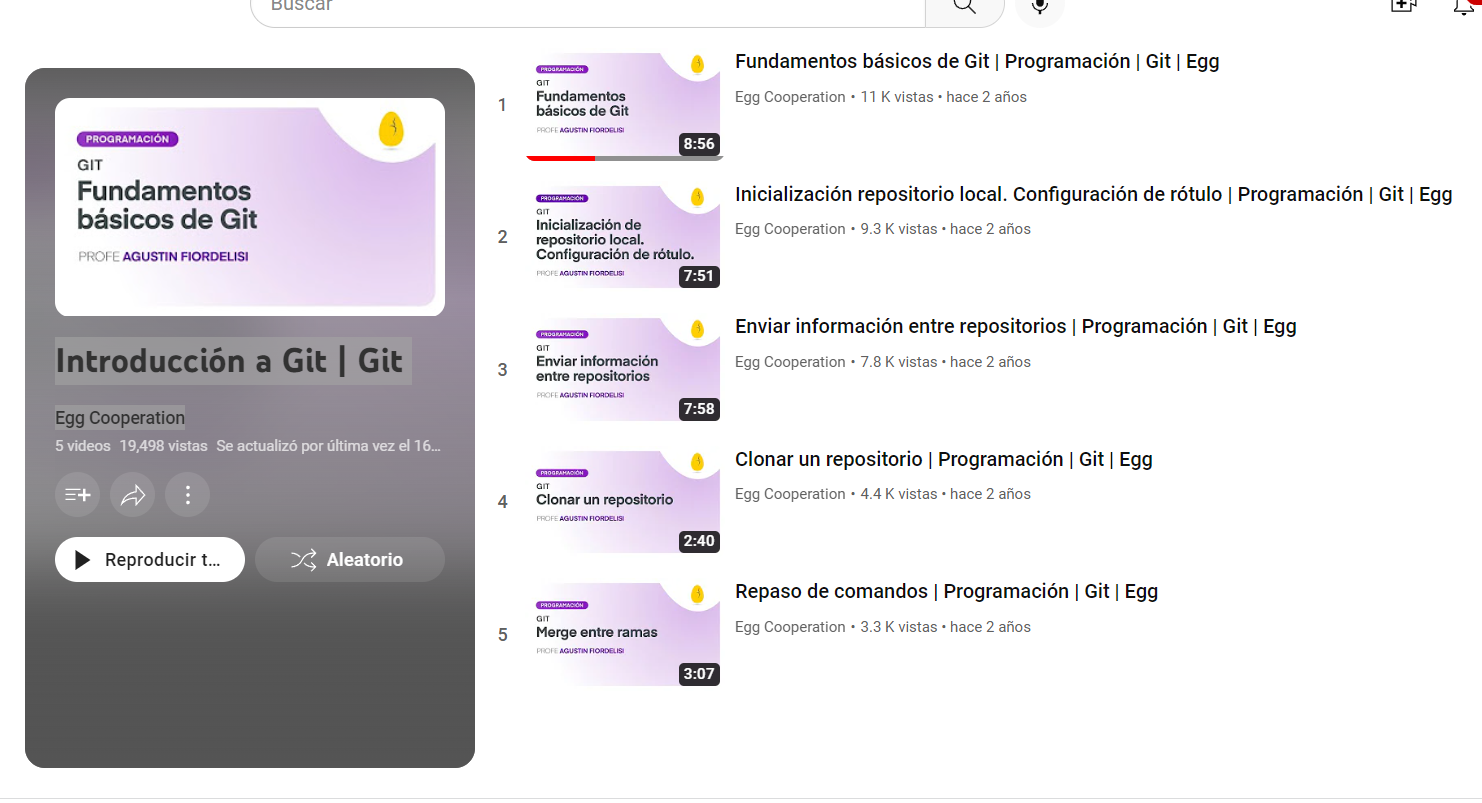 Buscar
PROGRAMACIÓN
GIT
Fundamentos
básicos de Git
PROFE AGUSTIN FIORDELISI
Introducción a Git | Git
Egg Cooperation
5 videos 19,498 vistas Se actualizó por última vez el 16...
Reproducir t...
Aleatorio
1
PROGRAMACIÓN
GIT
Fundamentos
básicos de Git
PROFE AGUSTIN FIORDELISI
8:56
Fundamentos básicos de Git | Programación | Git | Egg
Egg Cooperation • 11 K vistas • hace 2 años
2
PROGRAMACIÓN
GIT
Inicialización de
repositorio local.
Configuración de rótulo.
PROFE AGUSTIN FIORDELISI
7:51
Inicialización repositorio local. Configuración de rótulo | Programación | Git | Egg
Egg Cooperation • 9.3 K vistas • hace 2 años
3
PROGRAMACIÓN
GIT
Enviar información
entre repositorios
PROFE AGUSTIN FIORDELISI
7:58
Enviar información entre repositorios | Programación | Git | Egg
Egg Cooperation • 7.8 K vistas • hace 2 años
4
PROGRAMACIÓN
GIT
Clonar un repositorio
PROFE AGUSTIN FIORDELISI
2:40
Clonar un repositorio | Programación | Git | Egg
Egg Cooperation • 4.4 K vistas • hace 2 años
5
PROGRAMACIÓN
GIT
Merge entre ramas
PROFE AGUSTIN FIORDELISI
3:07
Repaso de comandos | Programación | Git | Egg
Egg Cooperation • 3.3 K vistas • hace 2 años